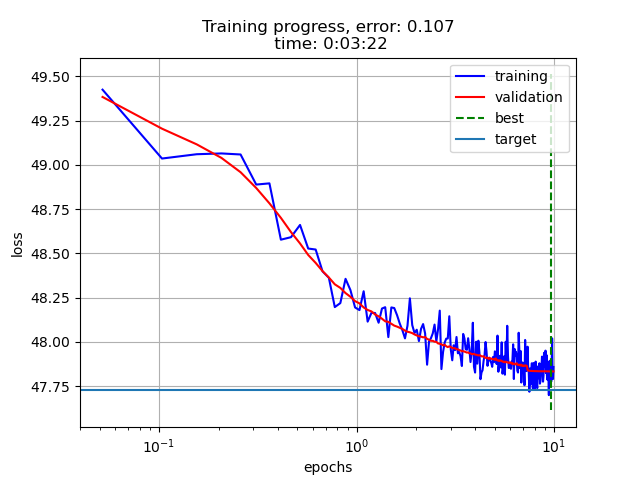 Training progress, error: 0.107
time: 0:03:22
49.50
49.25
49.00
48.75
48.50
48.25
48.00
47.75
loss
training
validation
best
target
10⁻¹
10⁰
10¹
epochs